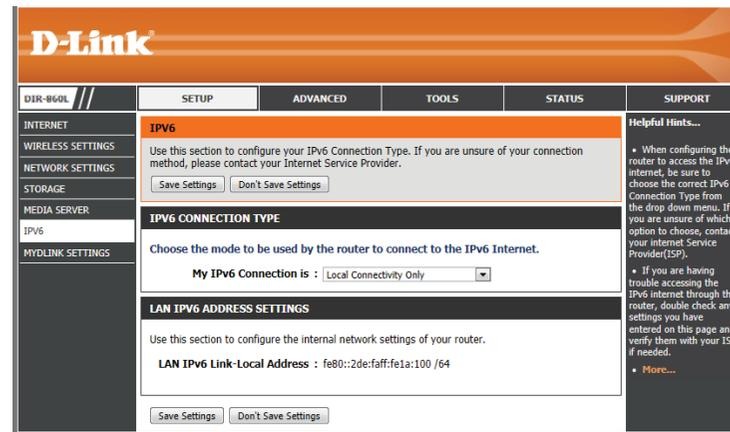 D-Link
DIR-860L
SETUP
ADVANCED
TOOLS
STATUS
SUPPORT
INTERNET
WIRELESS SETTINGS
NETWORK SETTINGS
STORAGE
MEDIA SERVER
IPV6
MYDLINK SETTINGS
IPV6
Use this section to configure your IPv6 Connection Type. If you are unsure of your connection
method, please contact your Internet Service Provider.
Save Settings Don't Save Settings
IPV6 CONNECTION TYPE
Choose the mode to be used by the router to connect to the IPv6 Internet.
My IPv6 Connection is : Local Connectivity Only
LAN IPV6 ADDRESS SETTINGS
Use this section to configure the internal network settings of your router.
LAN IPv6 Link-Local Address : fe80::2de:faff:fe1a:100 /64
Save Settings Don't Save Settings
Helpful Hints...
• When configuring the
router to access the IPv
internet, be sure to
choose the correct IPv6
Connection Type from
the drop down menu. If
you are unsure of which
option to choose, conta
your internet Service
Provider(ISP).
• If you are having
trouble accessing the
IPv6 internet through th
router, double check an
settings you have
entered on this page an
verify them with your IS
if needed.
• More...